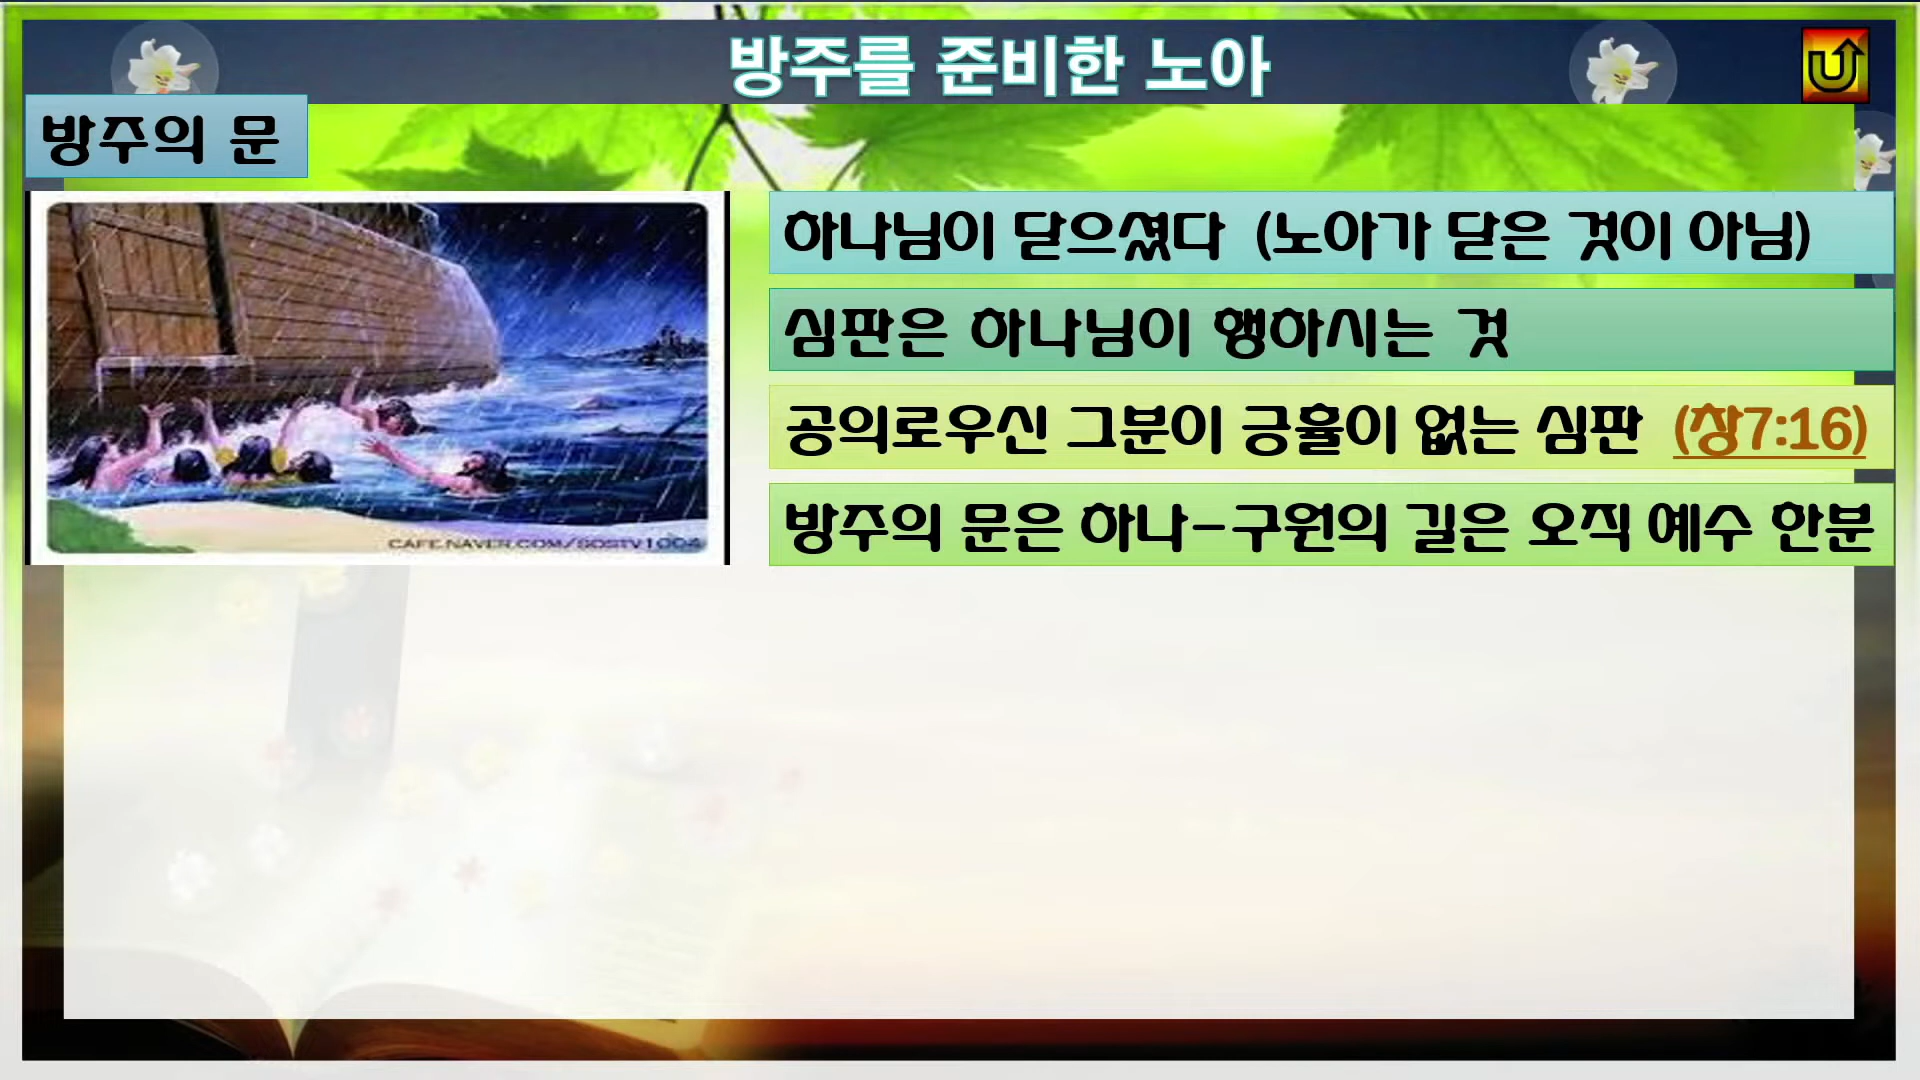 방주를 준비한 노아
방주의 문
하나님이 닫으셨다 (노아가 닫은 것이 아님)
심판은 하나님이 행하시는 것
공의로우신 그분이 긍휼이 없는 심판 (창7:16)
방주의 문은 하나-구원의 길은 오직 예수 한분
CAFE.NAVER.COM/SOSTV1004